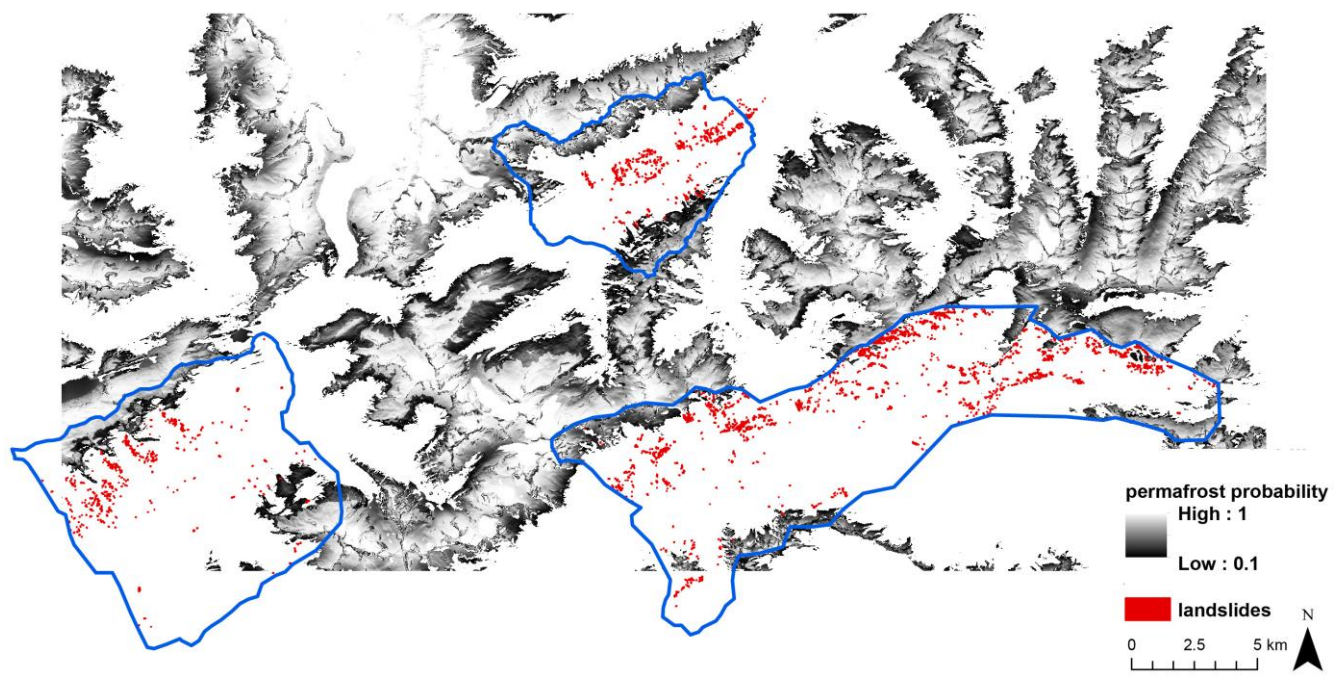 permafrost probability
High : 1
Low : 0.1
landslides
N
0 2.5 5 km